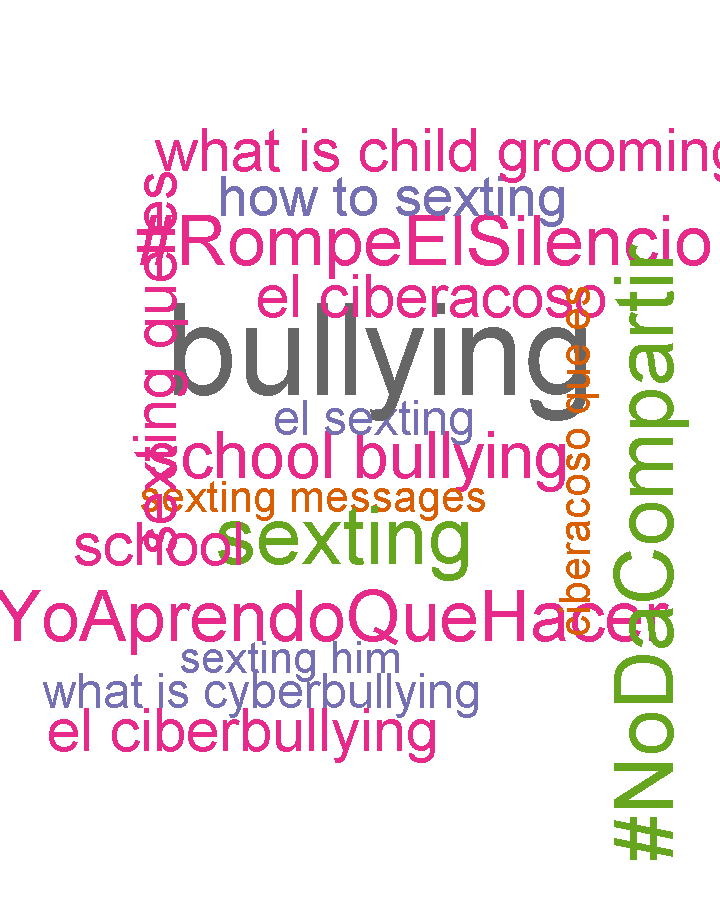 what is child grooming
how to sexting
#RompeElSilencio
el ciberacoso
bullying
el sexting
school bullying
sexting messages
sexting
school
YoAprendoQueHacer
sexting him
what is cyberbullying
el ciberbullying
sexting que es
ciberacoso que es
#NoDaCompartir